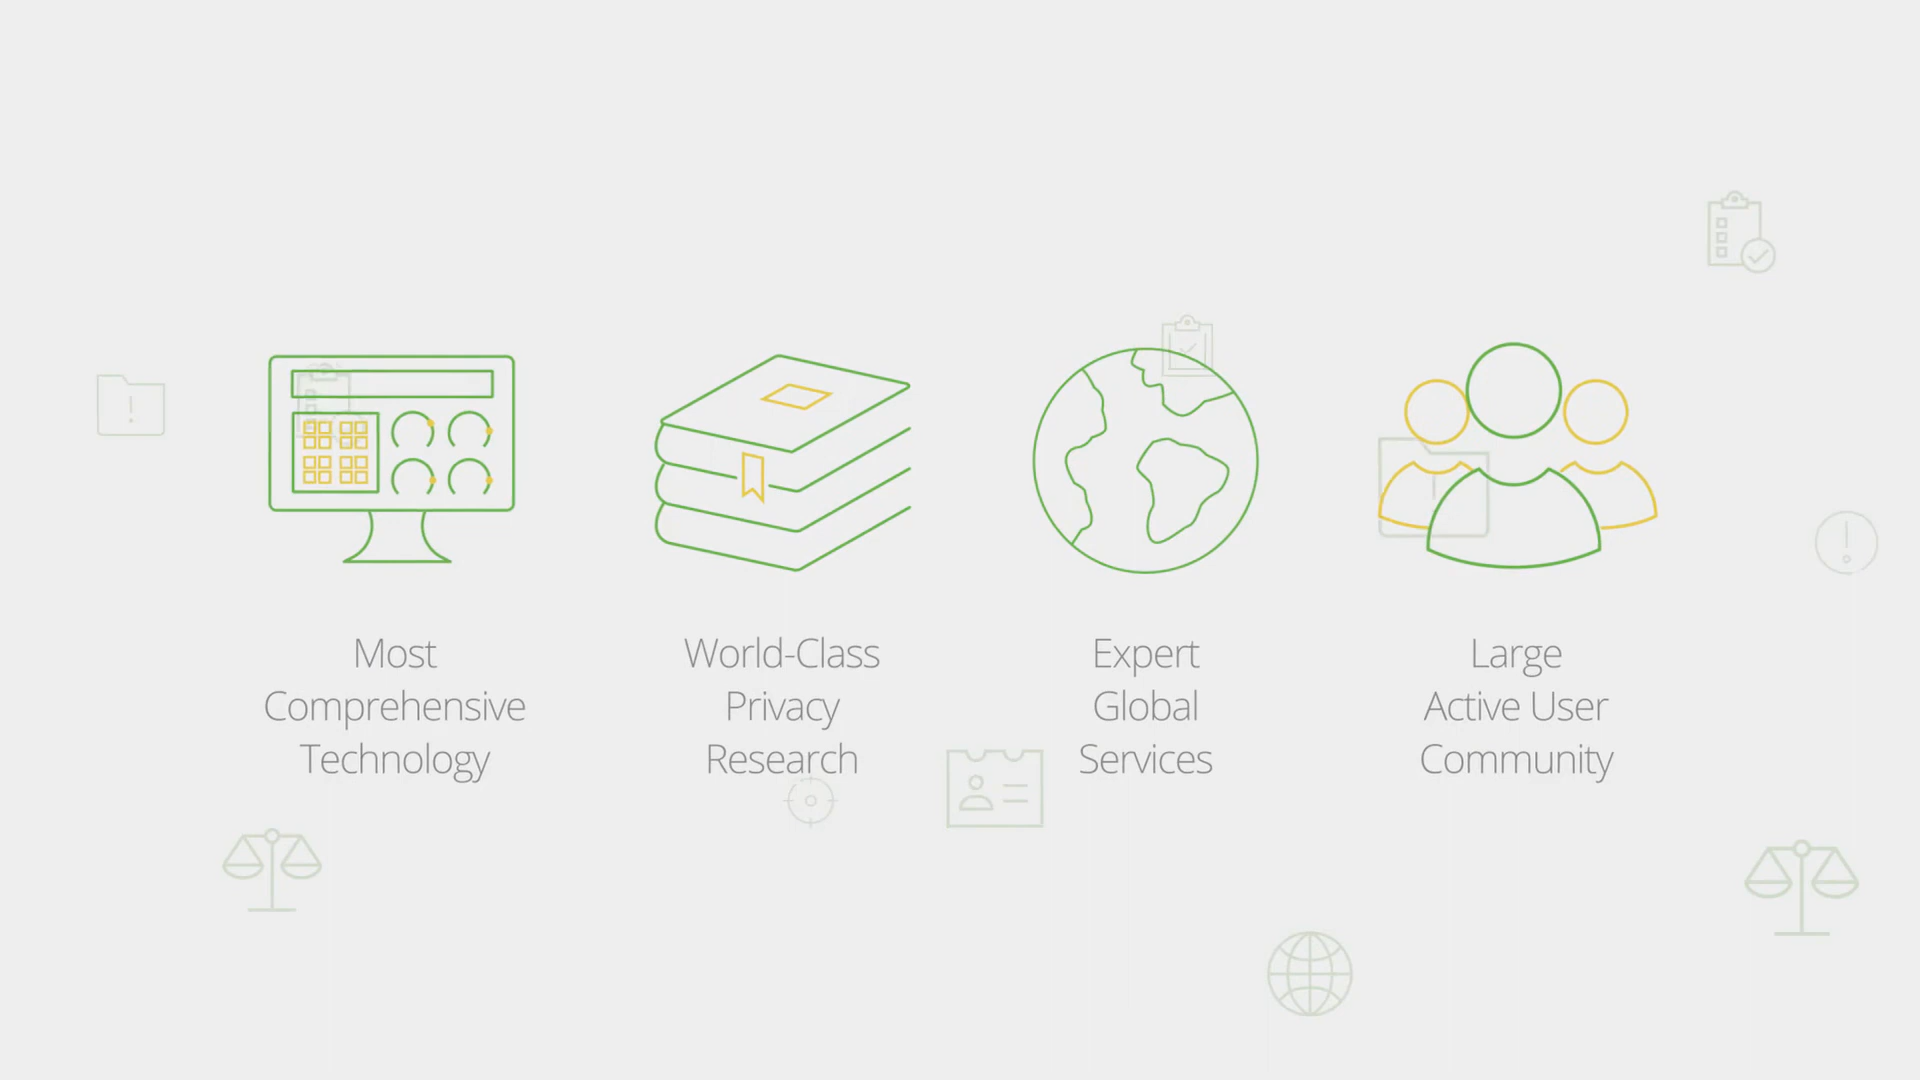 Most
Comprehensive
Technology
World-Class
Privacy
Research
Expert
Global
Services
Large
Active User
Community